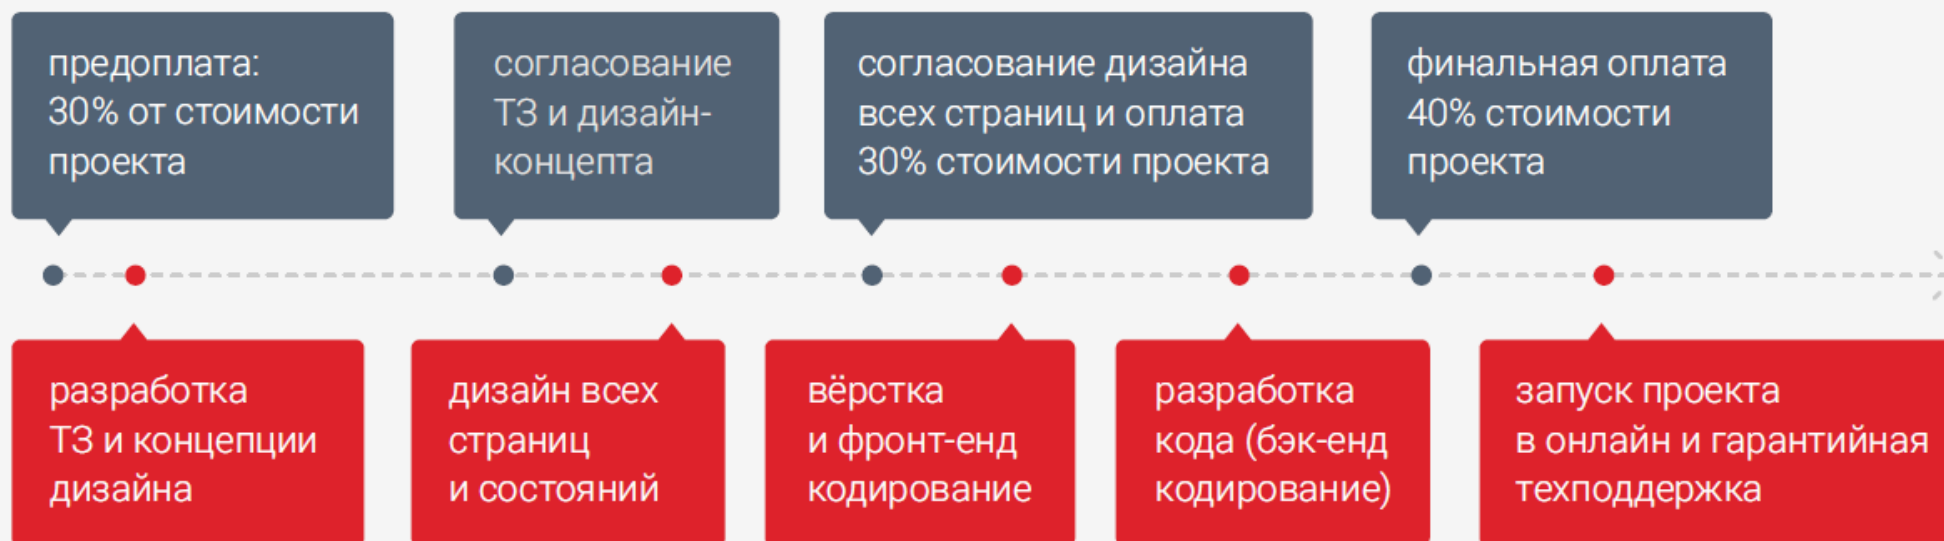 предоплата:
30% от стоимости
проекта
согласование
ТЗ и дизайн-
концепта
согласование дизайна
всех страниц и оплата
30% стоимости проекта
финальная оплата
40% стоимости
проекта
разработка
ТЗ и концепции
дизайна
дизайн всех
страниц
и состояний
вёрстка
и фронт-енд
кодирование
разработка
кода (бэк-енд
кодирование)
запуск проекта
в онлайн и гарантийная
техподдержка